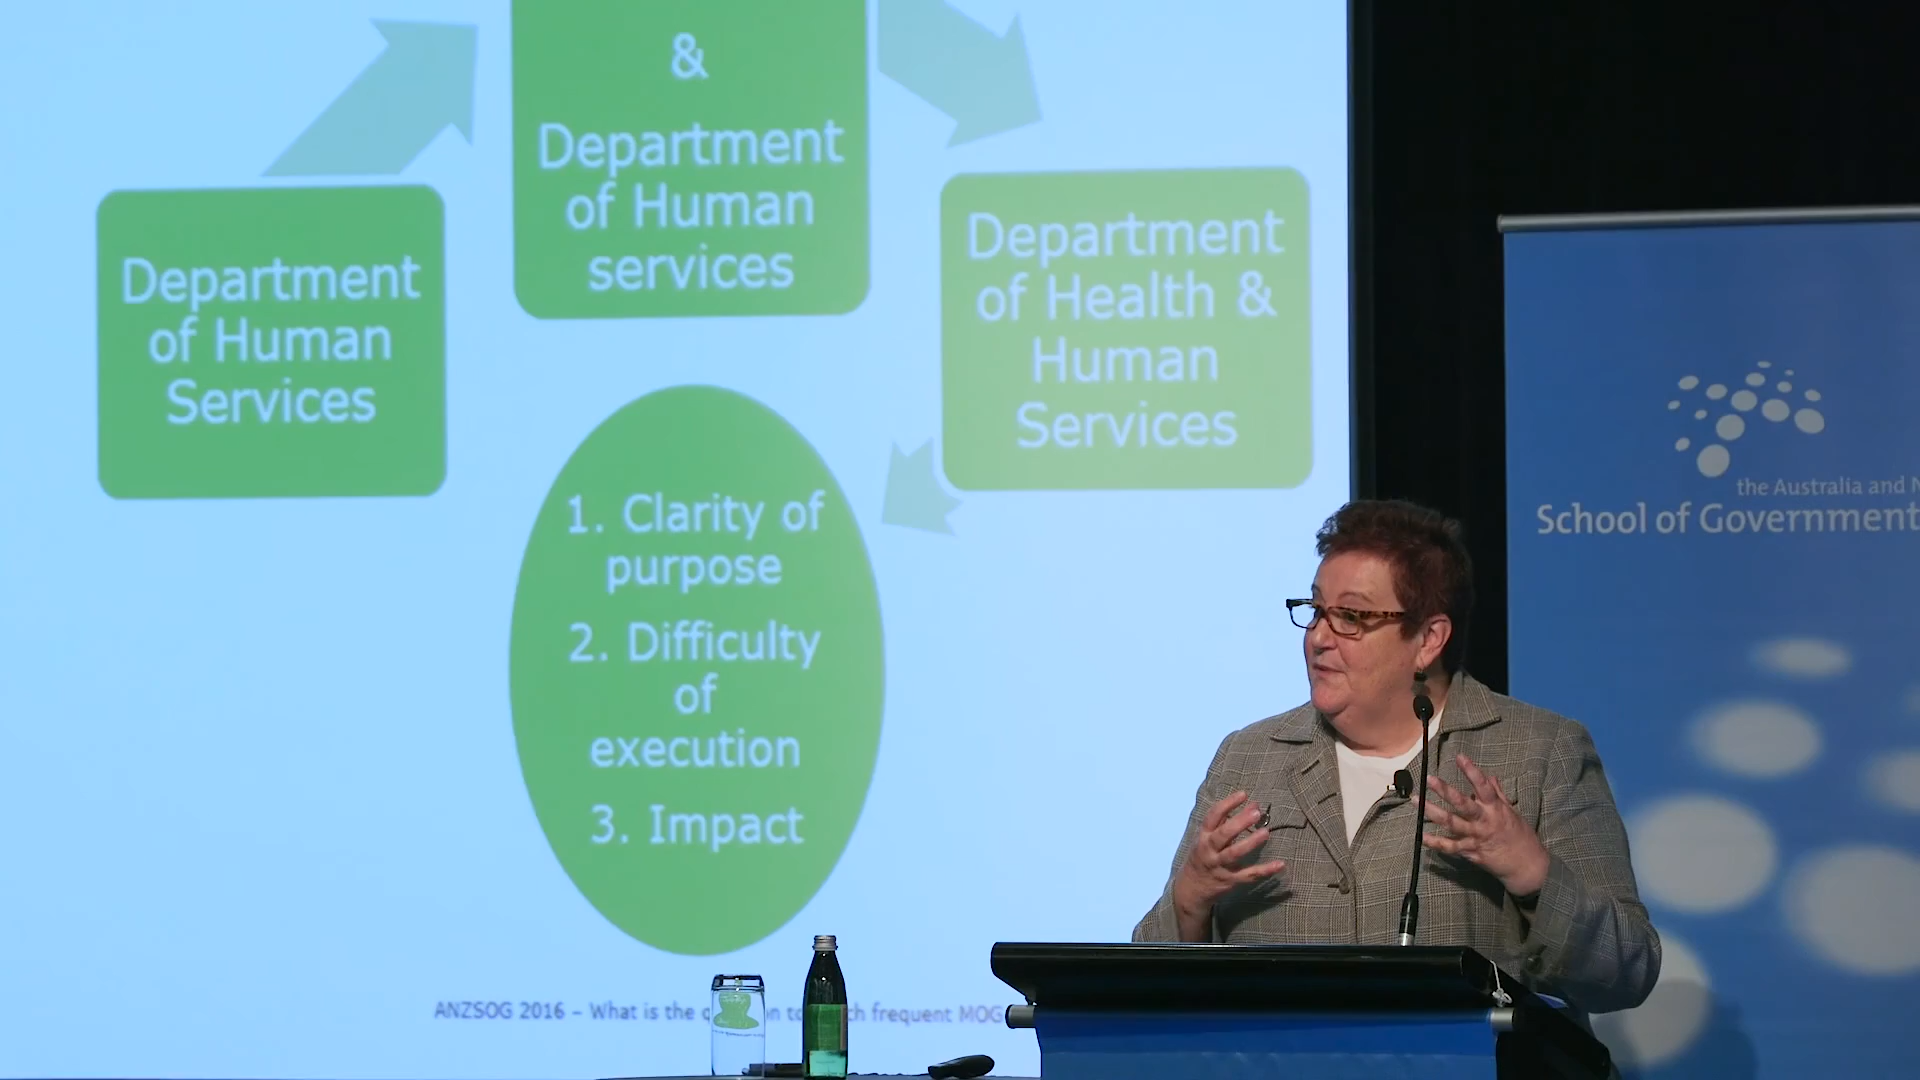 &
Department
of Human
services
Department
of Human
Services
Department
of Health &
Human
Services
1. Clarity of
purpose
2. Difficulty
of
execution
3. Impact
ANZSOG 2016 – What is the to frequent MOG
the Australia and
School of Government